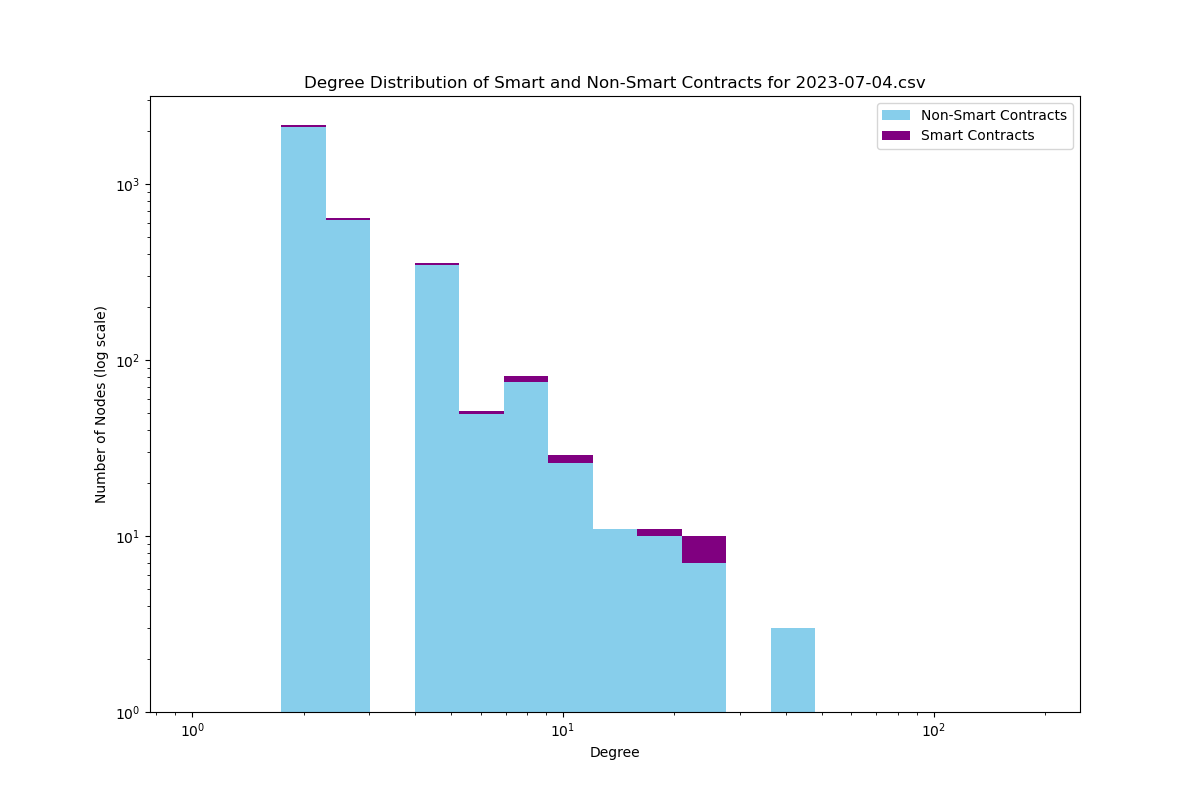 Degree Distribution of Smart and Non-Smart Contracts for 2023-07-04.csv
Non-Smart Contracts
Smart Contracts
Number of Nodes (log scale)
10³
10²
10¹
10⁰
10⁰ 10¹ 10²
Degree